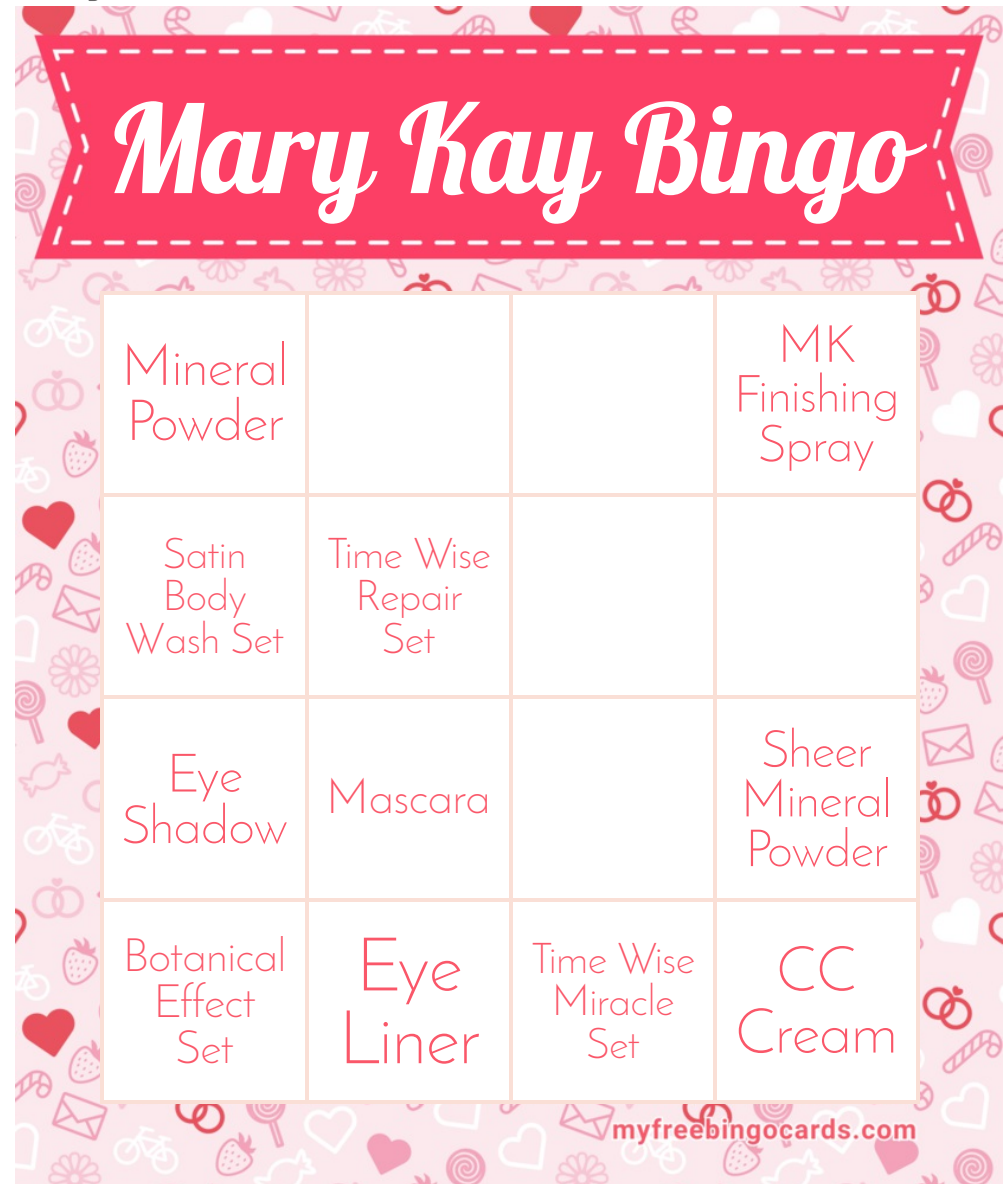 Mary Kay Bingo
Mineral
Powder
MK
Finishing
Spray
Satin
Body
Wash Set
Time Wise
Repair
Set
Eye
Shadow
Mascara
Sheer
Mineral
Powder
Botanical
Effect
Set
Eye
Liner
Time Wise
Miracle
Set
CC
Cream
myfreebingocards.com